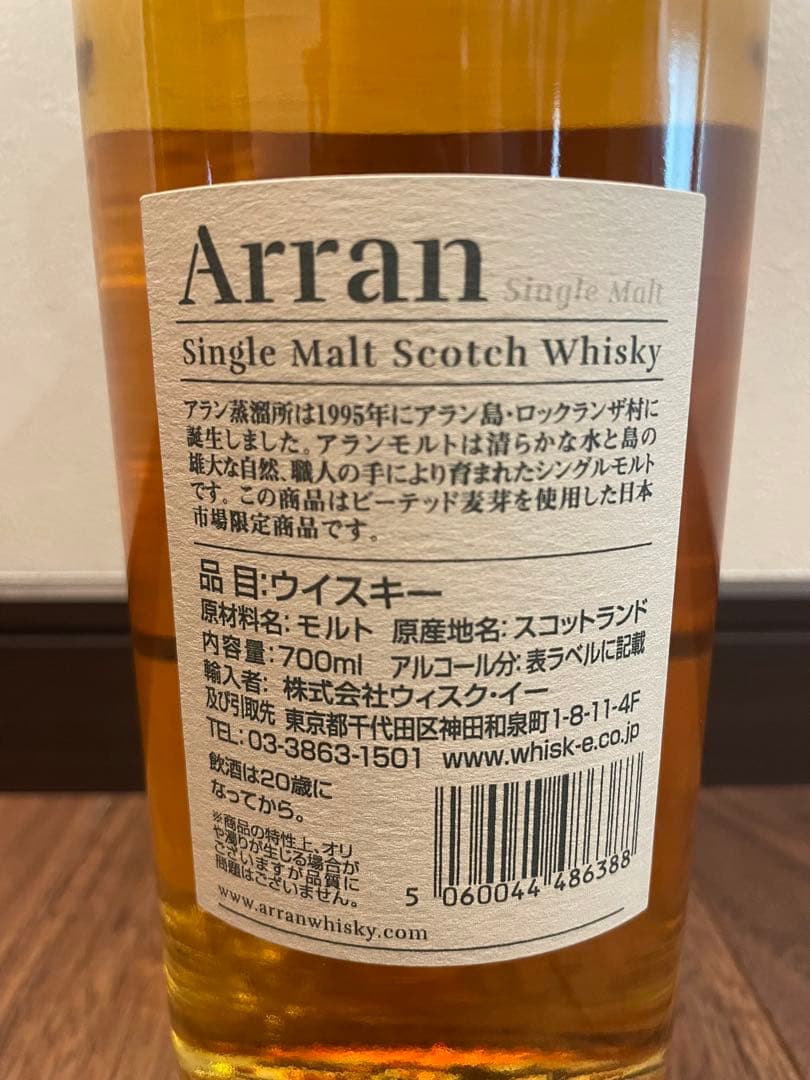 Arran Single Malt
Single Malt Scotch Whisky
アラン蒸溜所は1995年にアラン島・ロックランザ村に
誕生しました。アランモルトは清らかな水と島の
雄大な自然、職人の手により育まれたシングルモルト
です。この商品はピーテッド麦芽を使用した日本
市場限定商品です。
品目:ウイスキー
原材料名:モルト 原産地名:スコットランド
内容量:700ml アルコール分:表ラベルに記載
輸入者: 株式会社ウィスク・イー
及び引取先 東京都千代田区神田和泉町1-8-11-4F
TEL:03-3863-1501 www.whisk-e.co.jp
飲酒は20歳に
なってから。
※商品の特性上、オリ
や濁りが生じる場合が
ございますが品質に
問題はございません。
5 060044 486388
www.arranwhisky.com